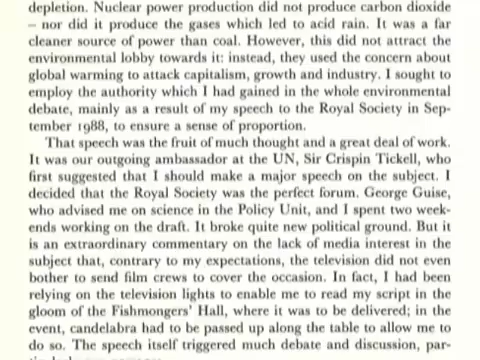 depletion. Nuclear power production did not produce carbon dioxide
– nor did it produce the gases which led to acid rain. It was a far
cleaner source of power than coal. However, this did not attract the
environmental lobby towards it: instead, they used the concern about
global warming to attack capitalism, growth and industry. I sought to
employ the authority which I had gained in the whole environmental
debate, mainly as a result of my speech to the Royal Society in Sep-
tember 1988, to ensure a sense of proportion.
That speech was the fruit of much thought and a great deal of work.
It was our outgoing ambassador at the UN, Sir Crispin Tickell, who
first suggested that I should make a major speech on the subject. I
decided that the Royal Society was the perfect forum. George Guise,
who advised me on science in the Policy Unit, and I spent two week-
ends working on the draft. It broke quite new political ground. But it
is an extraordinary commentary on the lack of media interest in the
subject that, contrary to my expectations, the television did not even
bother to send film crews to cover the occasion. In fact, I had been
relying on the television lights to enable me to read my script in the
gloom of the Fishmongers' Hall, where it was to be delivered; in the
event, candelabra had to be passed up along the table to allow me to
do so. The speech itself triggered much debate and discussion, par-